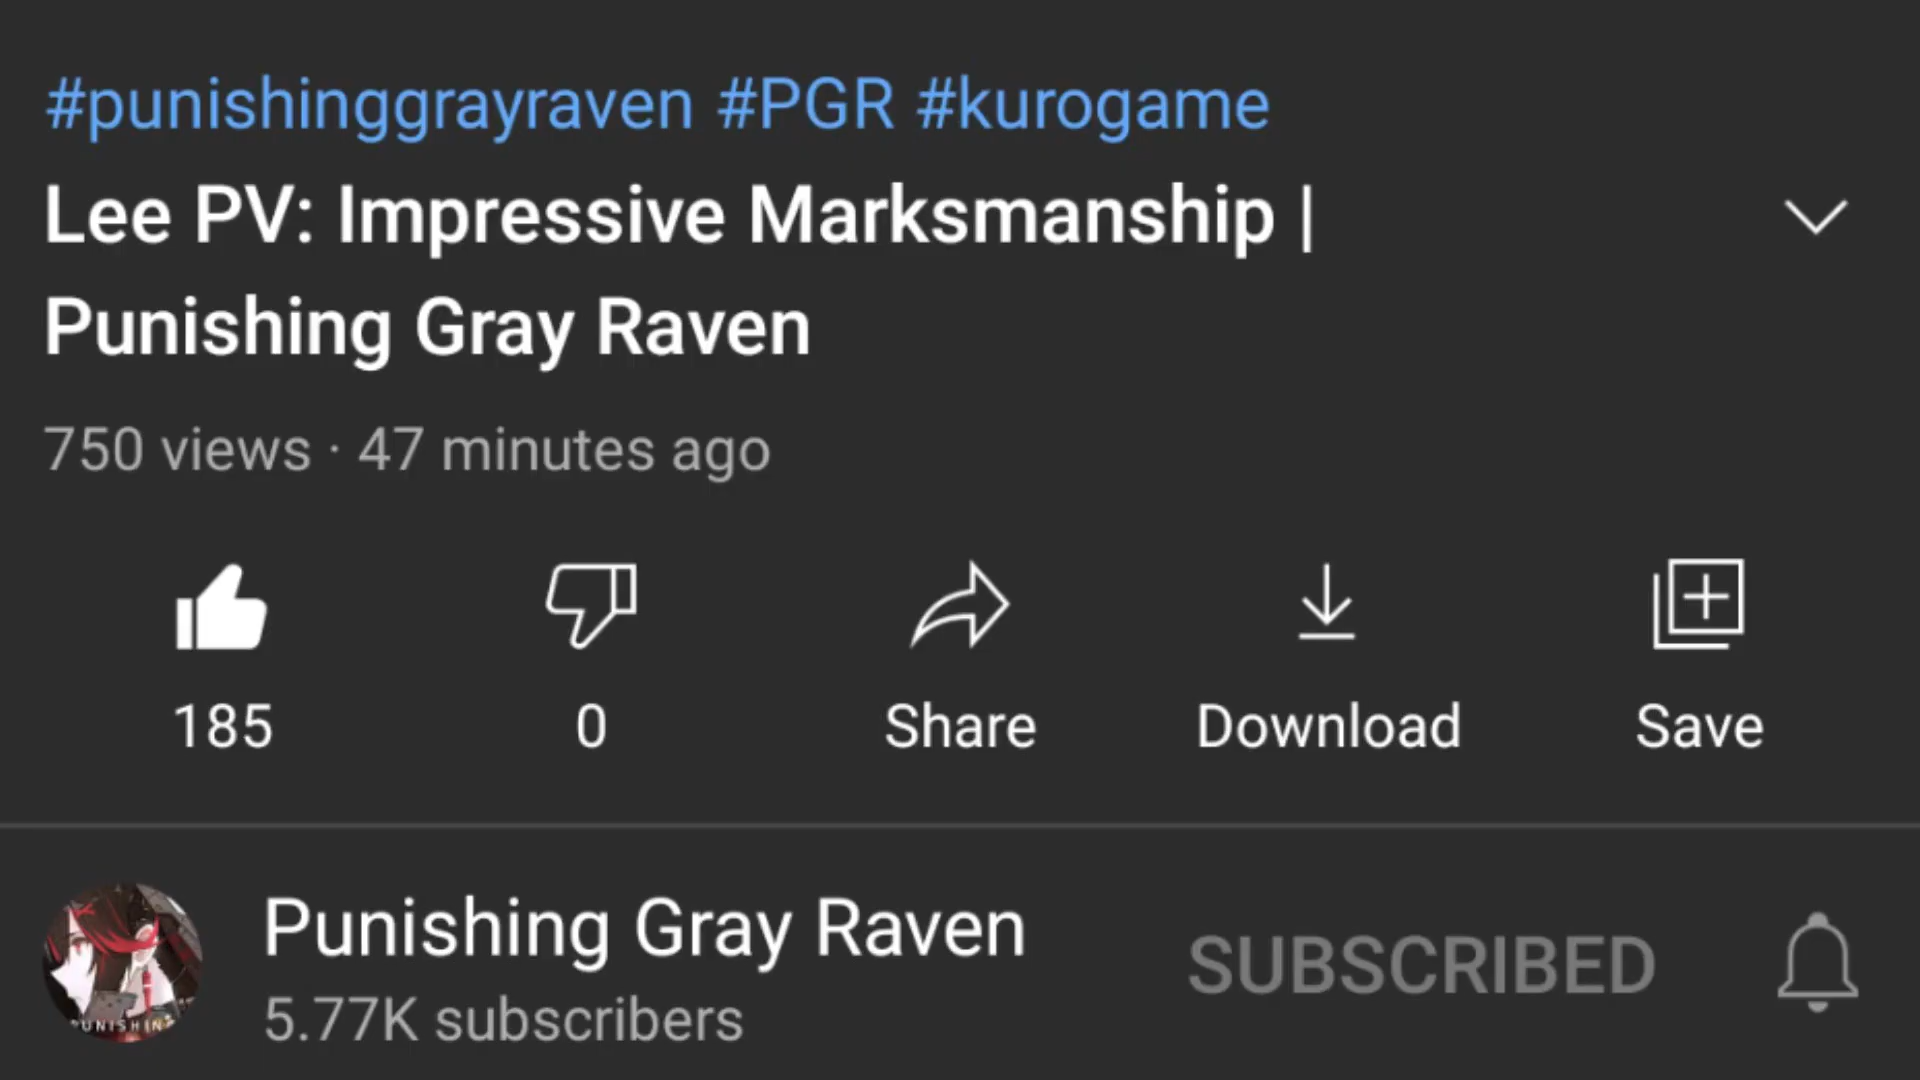 #punishinggrayraven #PGR #kurogame
Lee PV: Impressive Marksmanship |
Punishing Gray Raven
750 views · 47 minutes ago
185
0
Share
Download
Save
Punishing Gray Raven
SUBSCRIBED
5.77K subscribers
PUNISHING